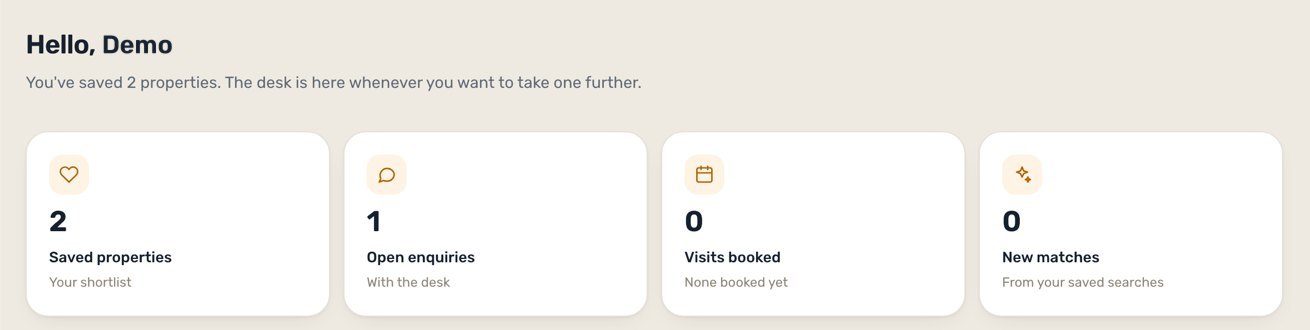 Hello, Demo
You've saved 2 properties. The desk is here whenever you want to take one further.
2
Saved properties
Your shortlist
1
Open enquiries
With the desk
0
Visits booked
None booked yet
0
New matches
From your saved searches